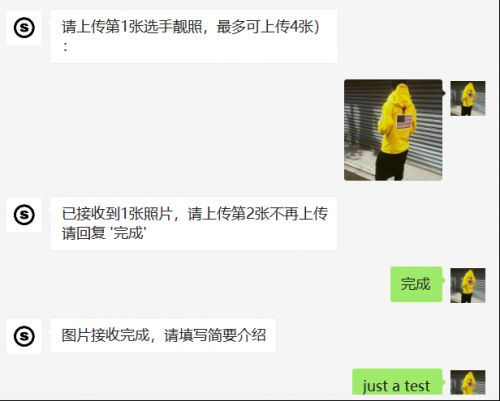 请上传第1张选手靓照，最多可上传4张）
：
已接收到1张照片，请上传第2张不再上传
请回复 '完成'
完成
图片接收完成，请填写简要介绍
just a test